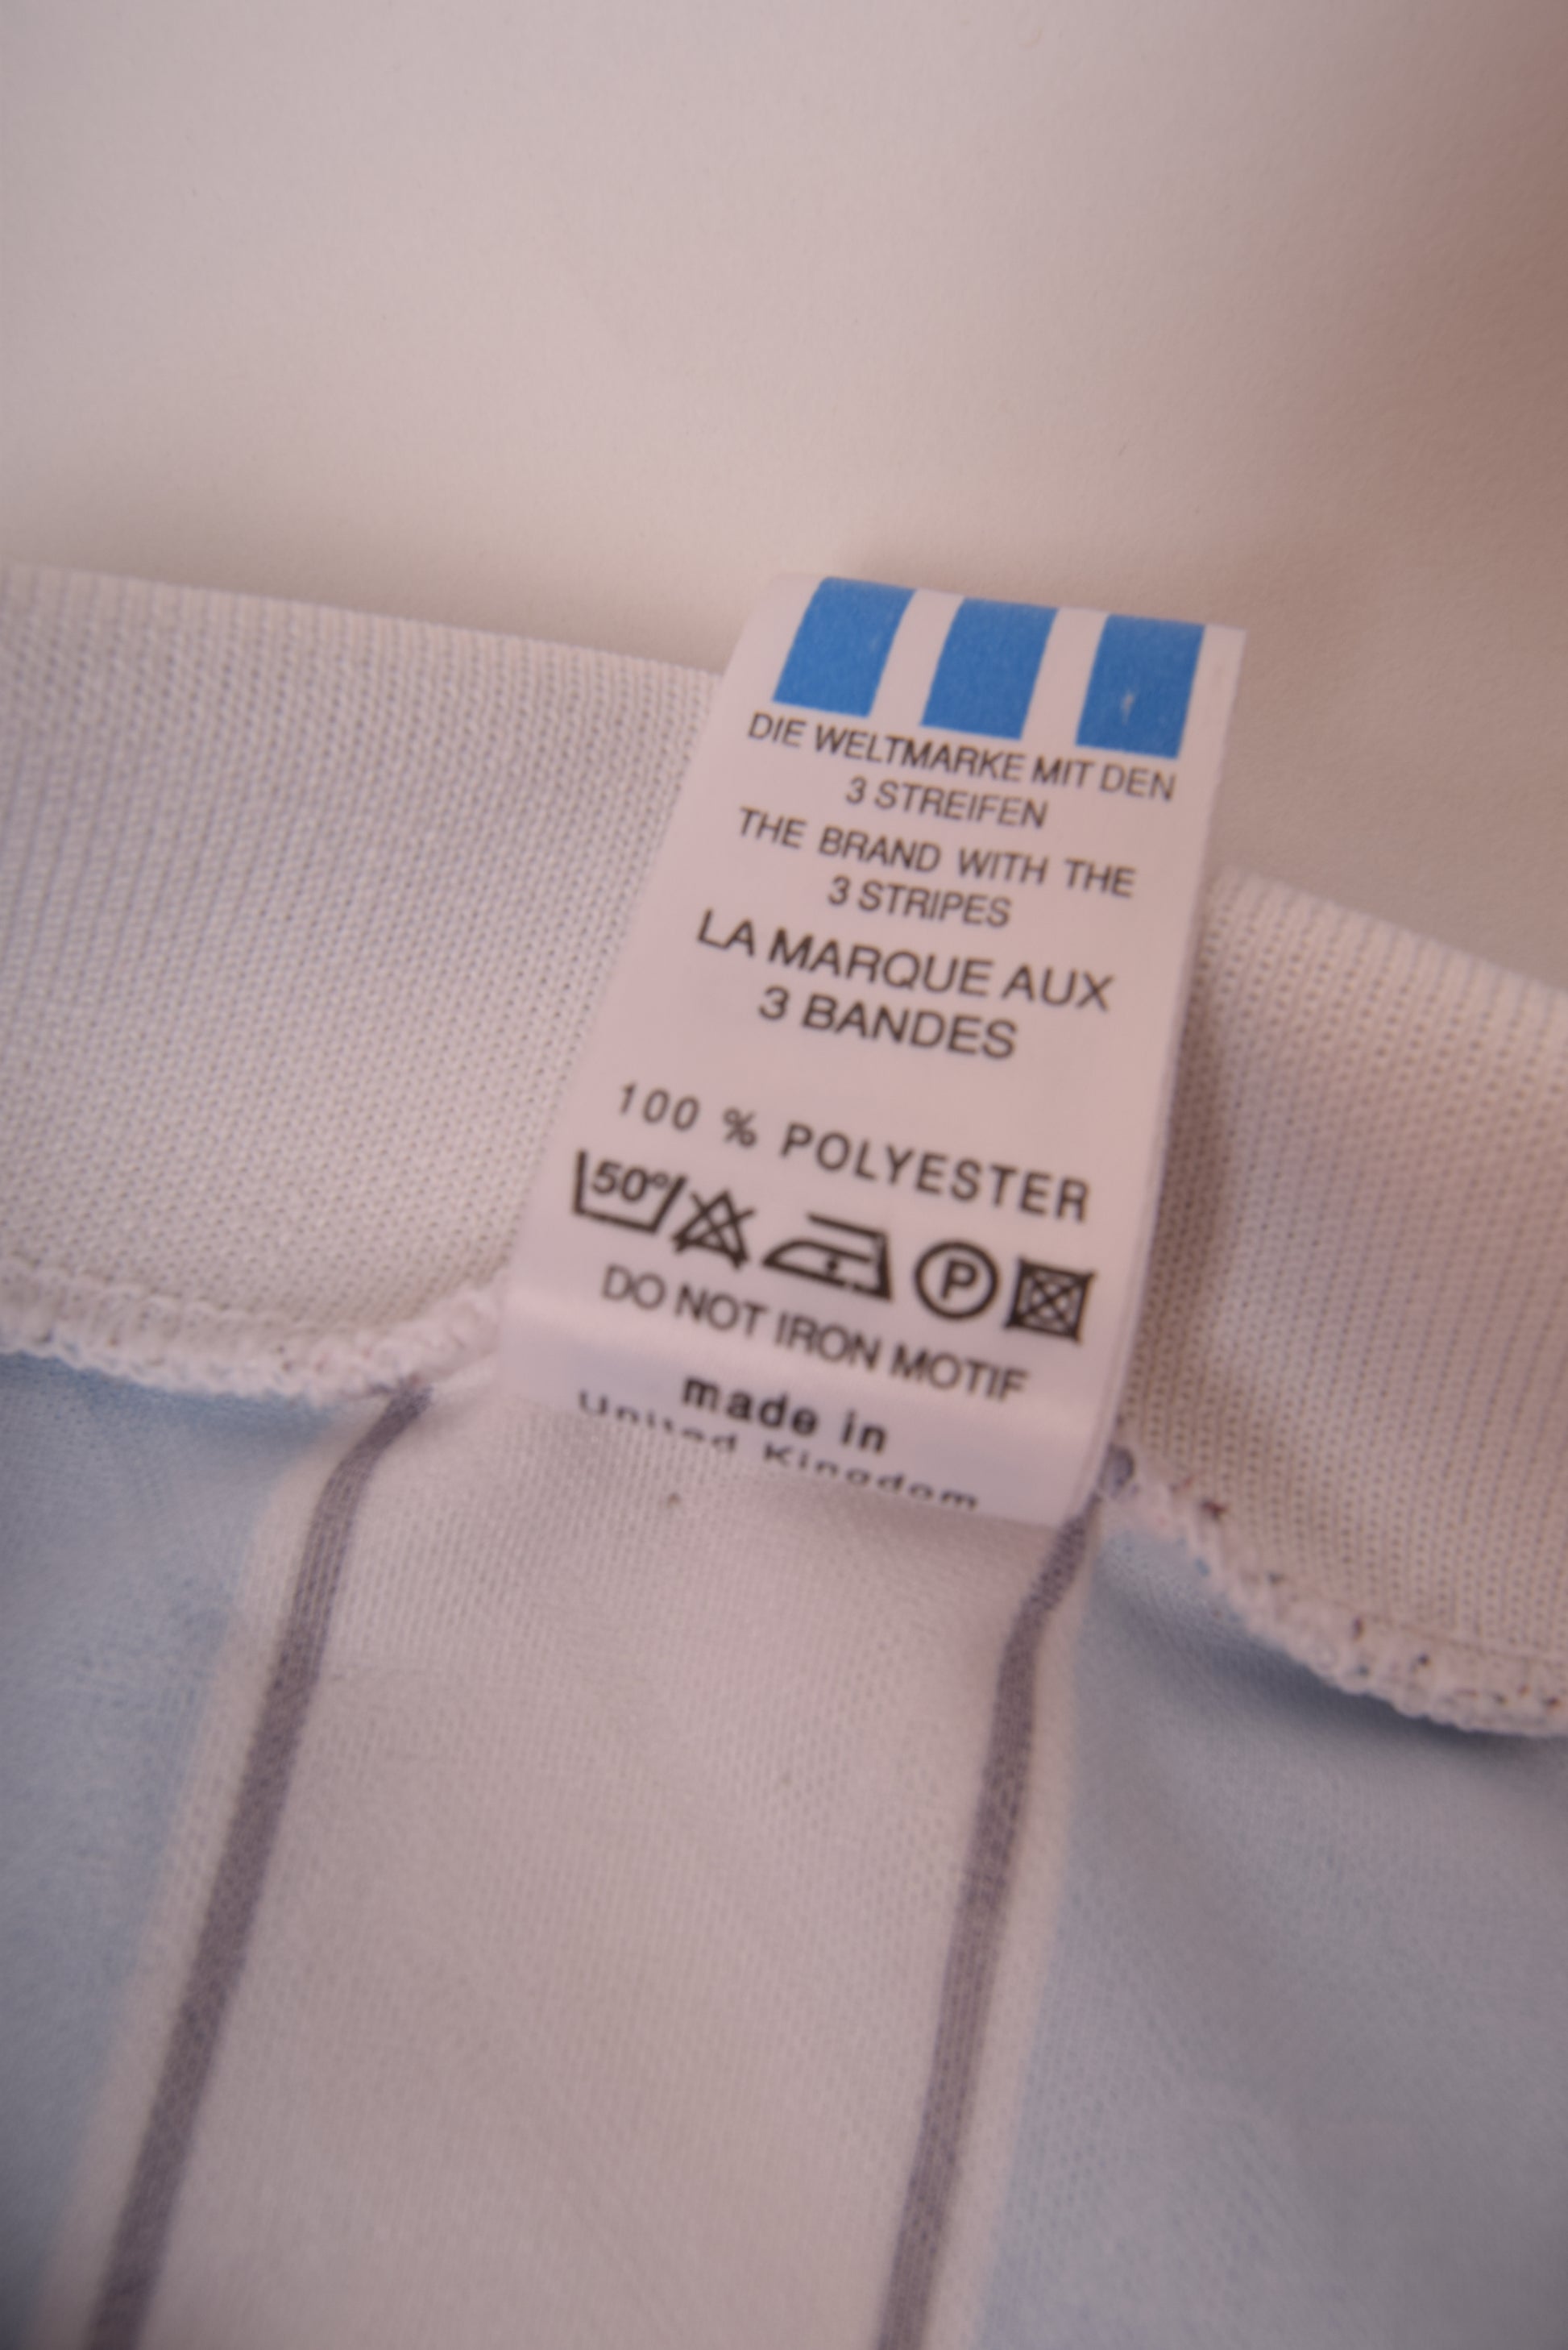 DIE WELTMARKE MIT DEN
3 STREIFEN
THE BRAND WITH THE
3 STRIPES
LA MARQUE AUX
3 BANDES
100 % POLYESTER
50° P
DO NOT IRON MOTIF
made in
United Kingdom